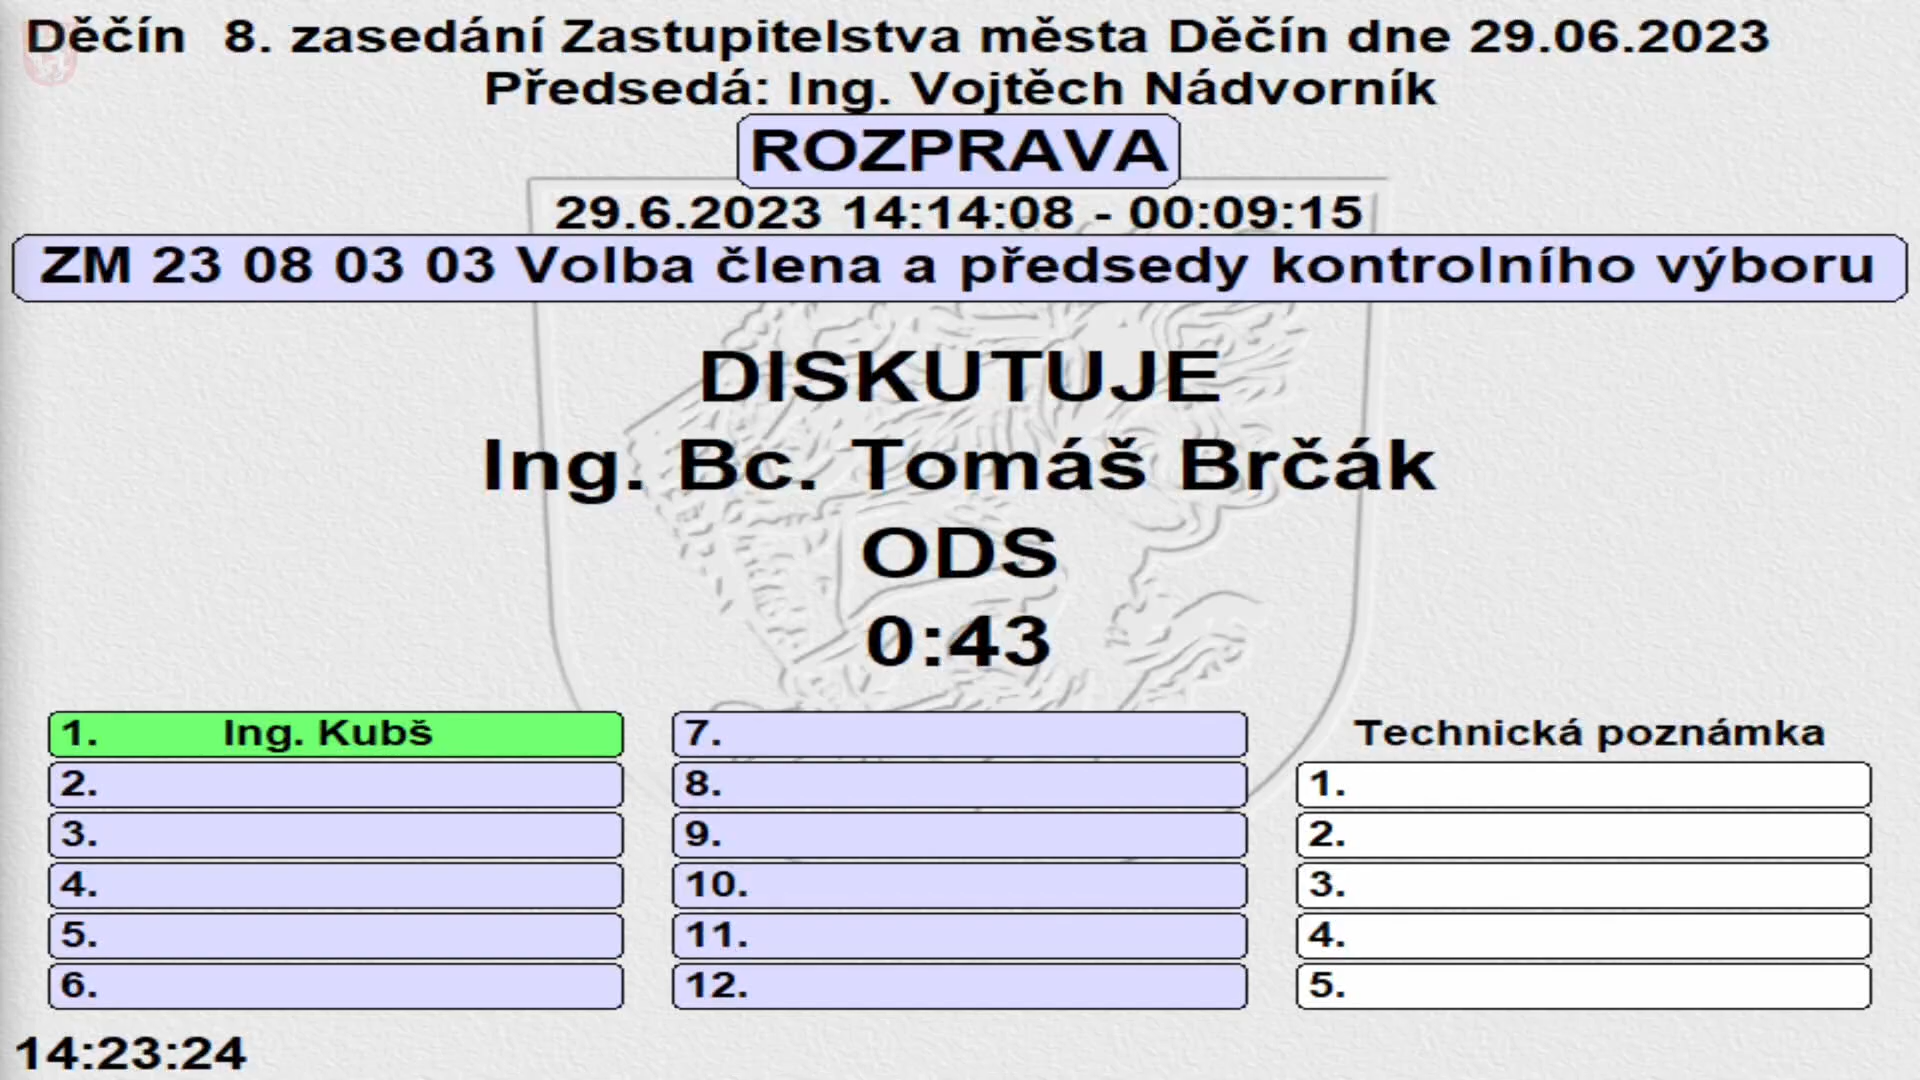 Děčín 8. zasedání Zastupitelstva města Děčín dne 29.06.2023
Předsedá: Ing. Vojtěch Nádvorník
ROZPRAVA
29.6.2023 14:14:08 - 00:09:15
ZM 23 08 03 03 Volba člena a předsedy kontrolního výboru
DISKUTUJE
Ing. Bc. Tomáš Brčák
ODS
0:43
1. Ing. Kubš
2.
3.
4.
5.
6.
7.
8.
9.
10.
11.
12.
Technická poznámka
1.
2.
3.
4.
5.
14:23:24